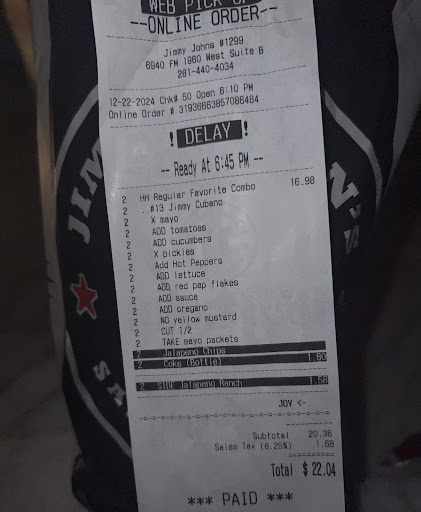 WEB PICK UP
--ONLINE ORDER--
Jimmy Johns #1299
6940 FM 1960 West Suite B
281-440-4034
12-22-2024 Chk# 50 Open 6:10 PM
Online Order # 31936663857086464
! DELAY !
-- Ready At 6:45 PM --
2 HH Regular Favorite Combo 16.98
2 ..#13 Jimmy Cubano
2 X mayo
2 ADD tomatoes
2 ADD cucumbers
2 X pickles
2 Add Hot Peppers
2 ADD lettuce
2 ADD red pep flakes
2 ADD sauce
2 ADD oregano
2 NO yellow mustard
2 CUT 1/2
2 TAKE mayo packets
2 Jalapeno Chips
2 Coke (Bottle) 1.80
2 SIDE Jalapeno Ranch 1.58
JOY <-
Subtotal 20.36
Sales Tax (8.25%) 1.68
Total $22.04
*** PAID ***
JIM
N'S
SA